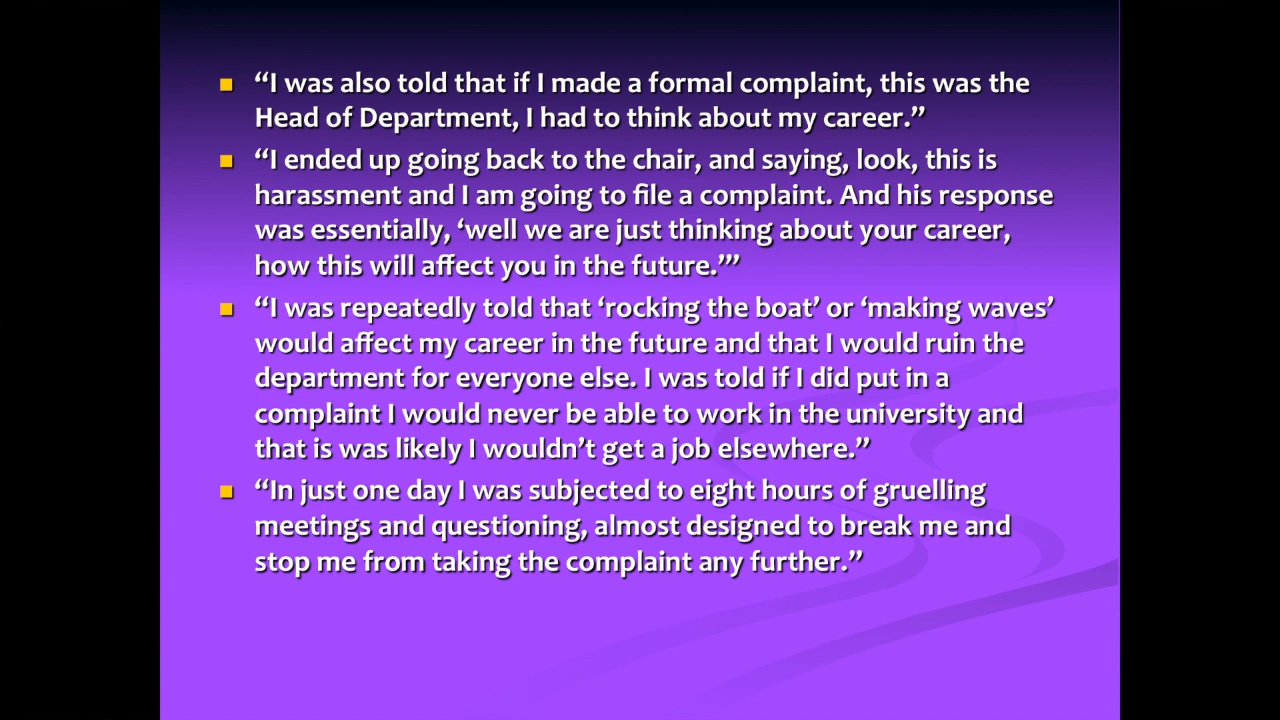 “I was also told that if I made a formal complaint, this was the
Head of Department, I had to think about my career.”
“I ended up going back to the chair, and saying, look, this is
harassment and I am going to file a complaint. And his response
was essentially, ‘well we are just thinking about your career,
how this will affect you in the future.’”
“I was repeatedly told that ‘rocking the boat’ or ‘making waves’
would affect my career in the future and that I would ruin the
department for everyone else. I was told if I did put in a
complaint I would never be able to work in the university and
that is was likely I wouldn’t get a job elsewhere.”
“In just one day I was subjected to eight hours of gruelling
meetings and questioning, almost designed to break me and
stop me from taking the complaint any further.”